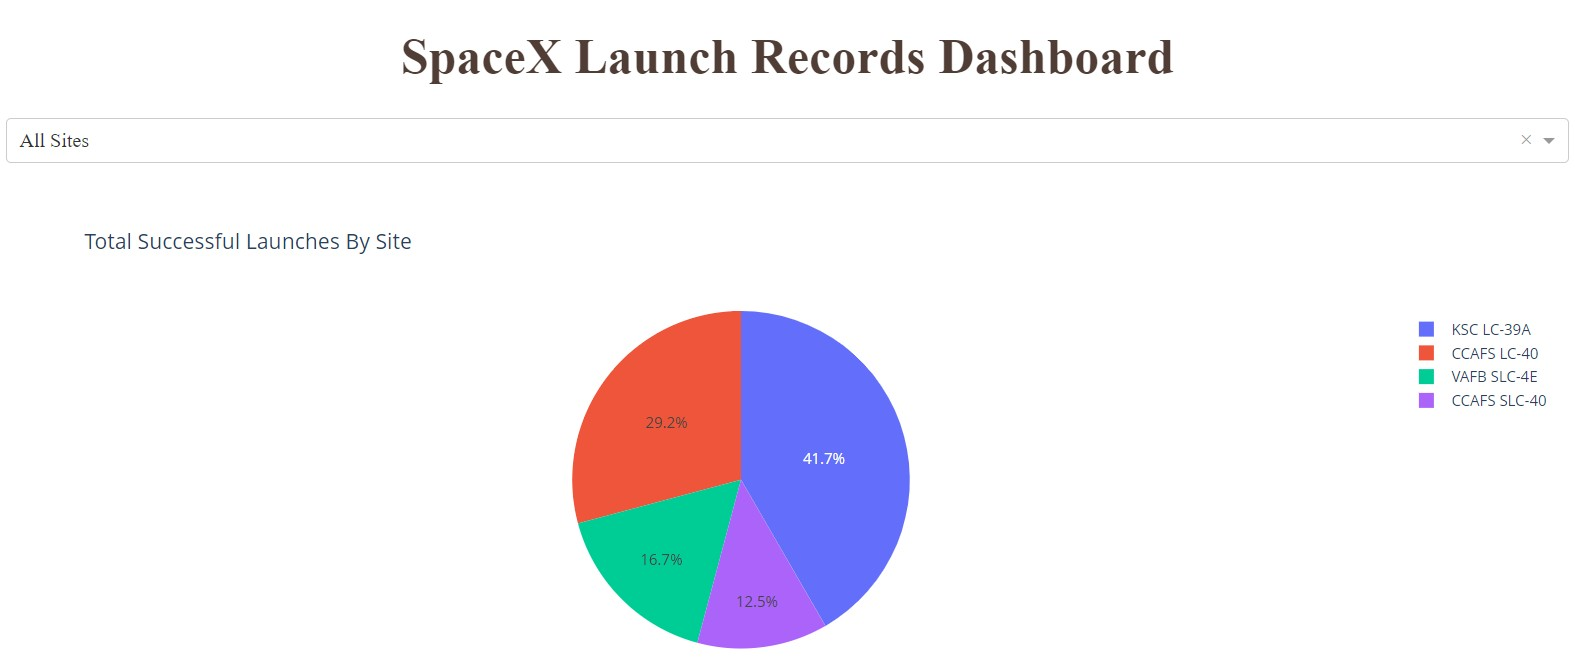 SpaceX Launch Records Dashboard
All Sites
Total Successful Launches By Site
KSC LC-39A
CCAFS LC-40
VAFB SLC-4E
CCAFS SLC-40
29.2%
41.7%
16.7%
12.5%